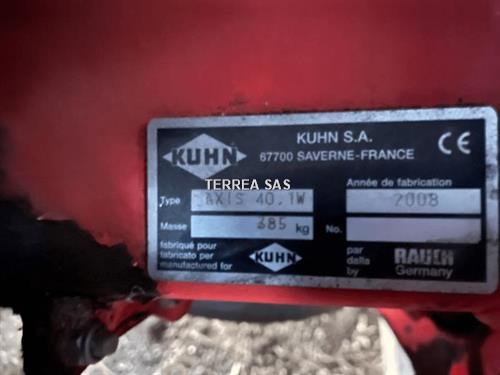 KUHN
KUHN S.A.
67700 SAVERNE-FRANCE
CE
TERREA SAS
Type AXIS 40.1W
Année de fabrication
2008
Masse 385 kg
No.
fabriqué pour
fabricato per
manufactured for
KUHN
par
dalla
by
RAUCH
Germany